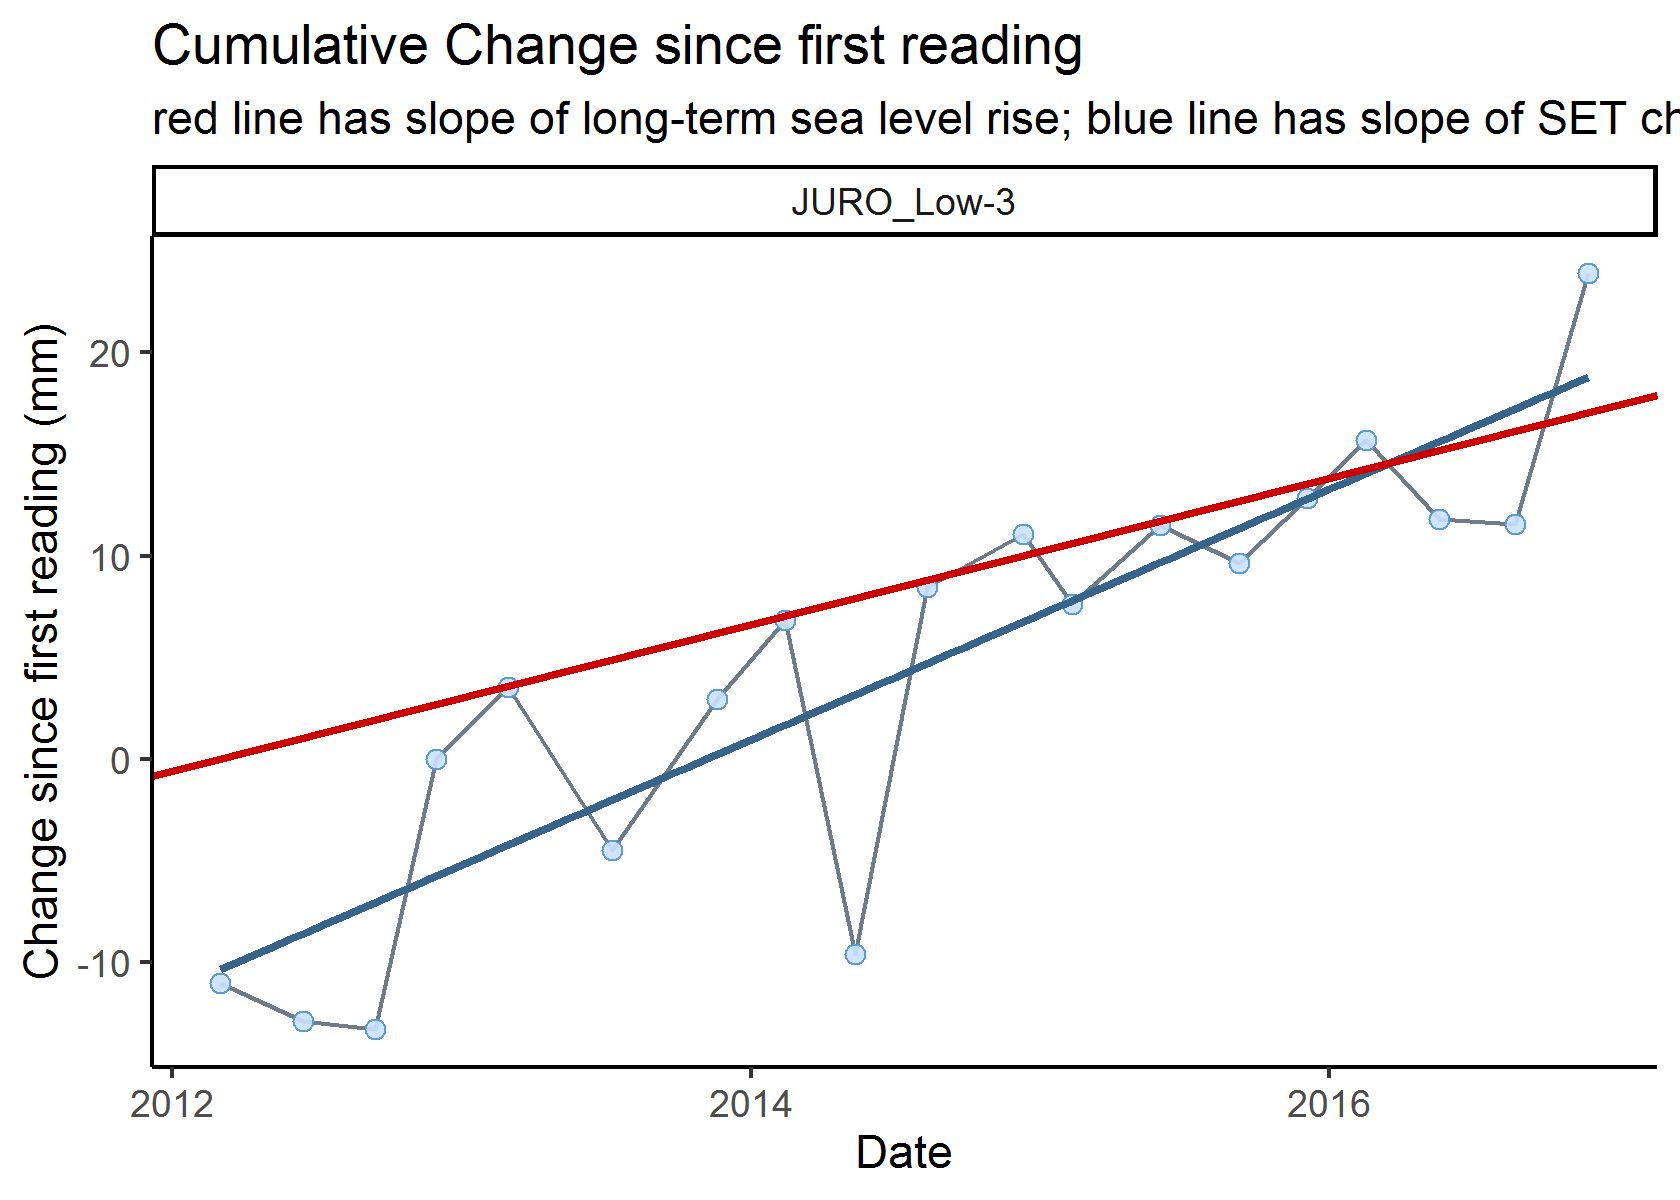 Cumulative Change since first reading
red line has slope of long-term sea level rise; blue line has slope of SET ch
JURO_Low-3
Change since first reading (mm)
20
10
0
-10
2012 2014 2016
Date